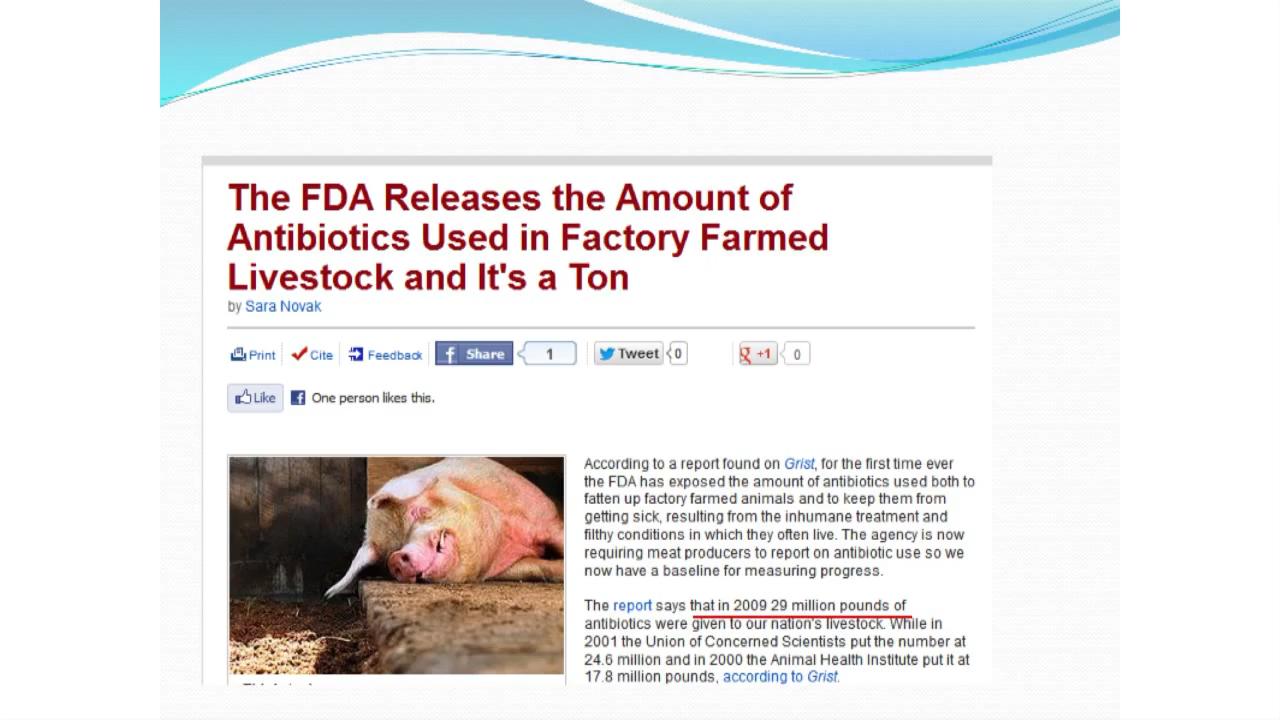 The FDA Releases the Amount of
Antibiotics Used in Factory Farmed
Livestock and It's a Ton
by Sara Novak
Print Cite Feedback f Share 1 Tweet 0 g +1 0
Like f One person likes this.
According to a report found on Grist, for the first time ever
the FDA has exposed the amount of antibiotics used both to
fatten up factory farmed animals and to keep them from
getting sick, resulting from the inhumane treatment and
filthy conditions in which they often live. The agency is now
requiring meat producers to report on antibiotic use so we
now have a baseline for measuring progress.
The report says that in 2009 29 million pounds of
antibiotics were given to our nation's livestock. While in
2001 the Union of Concerned Scientists put the number at
24.6 million and in 2000 the Animal Health Institute put it at
17.8 million pounds, according to Grist.